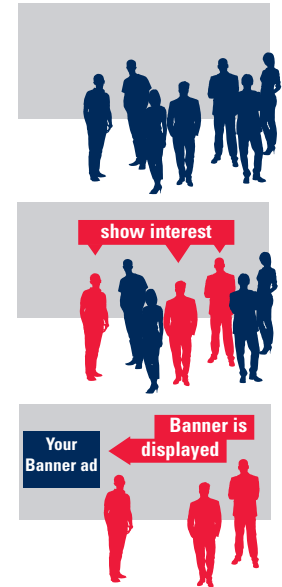 show interest
Your
Banner ad
Banner is
displayed